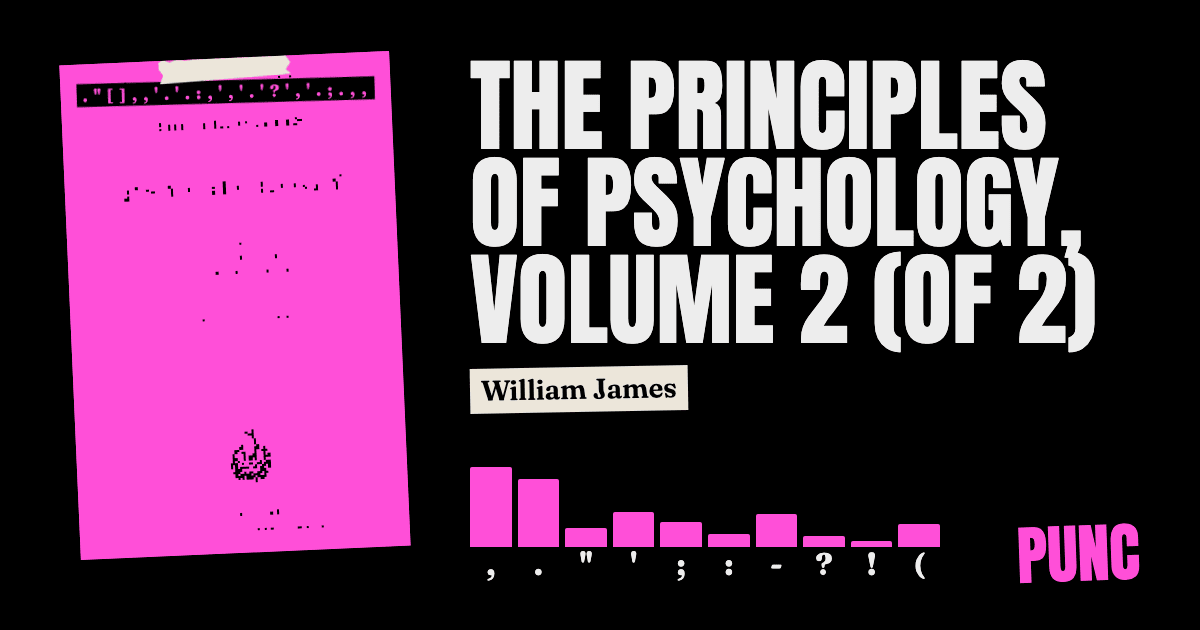 ."[],,'.'.:,','.'?','.;.,,
THE PRINCIPLES
OF PSYCHOLOGY,
VOLUME 2 (OF 2)
William James
, . " ' ; : - ? ! (
PUNC